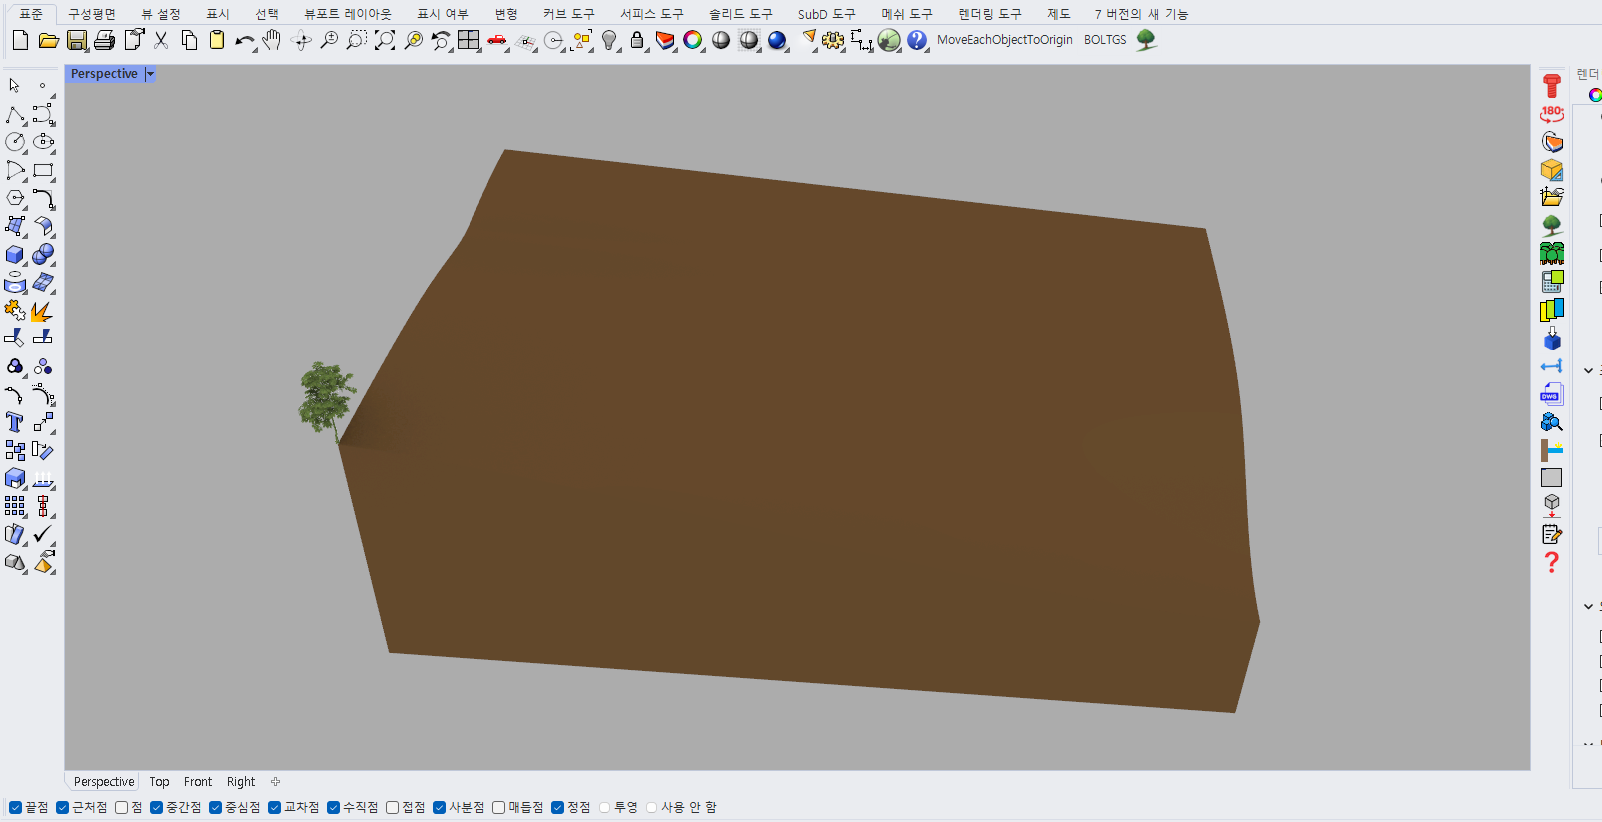 표준 구성평면 뷰 설정 표시 선택 뷰포트 레이아웃 표시 여부 변형 커브 도구 서피스 도구 솔리드 도구 SubD 도구 메쉬 도구 렌더링 도구 제도 7 버전의 새 기능
MoveEachObjectToOrigin BOLTGS
Perspective
렌더
180°
DWG
Perspective Top Front Right
끝점 근처점 점 중간점 중심점 교차점 수직점 접점 사분점 매듭점 정점 투영 사용 안 함